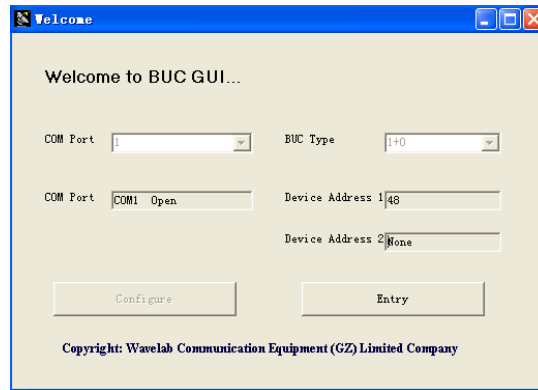 Welcome
Welcome to BUC GUI...
COM Port 1 BUC Type 1+0
COM Port COM1 Open Device Address 1 48
Device Address 2 None
Configure Entry
Copyright: Wavelab Communication Equipment (GZ) Limited Company